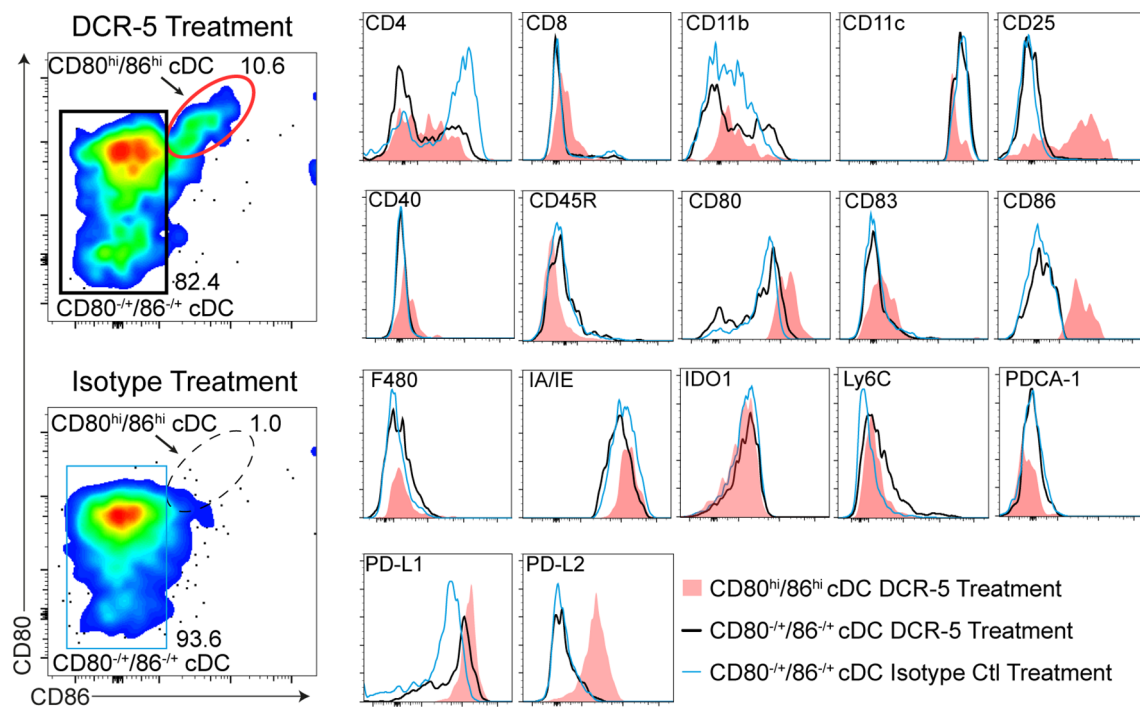 DCR-5 Treatment
CD80hi/86hi cDC 10.6
82.4
CD80-/+/86-/+ cDC
Isotype Treatment
CD80hi/86hi cDC 1.0
93.6
CD80-/+/86-/+ cDC
CD80
CD86
CD4 CD8 CD11b CD11c CD25
CD40 CD45R CD80 CD83 CD86
F480 IA/IE IDO1 Ly6C PDCA-1
PD-L1 PD-L2
CD80hi/86hi cDC DCR-5 Treatment
CD80-/+/86-/+ cDC DCR-5 Treatment
CD80-/+/86-/+ cDC Isotype Ctl Treatment